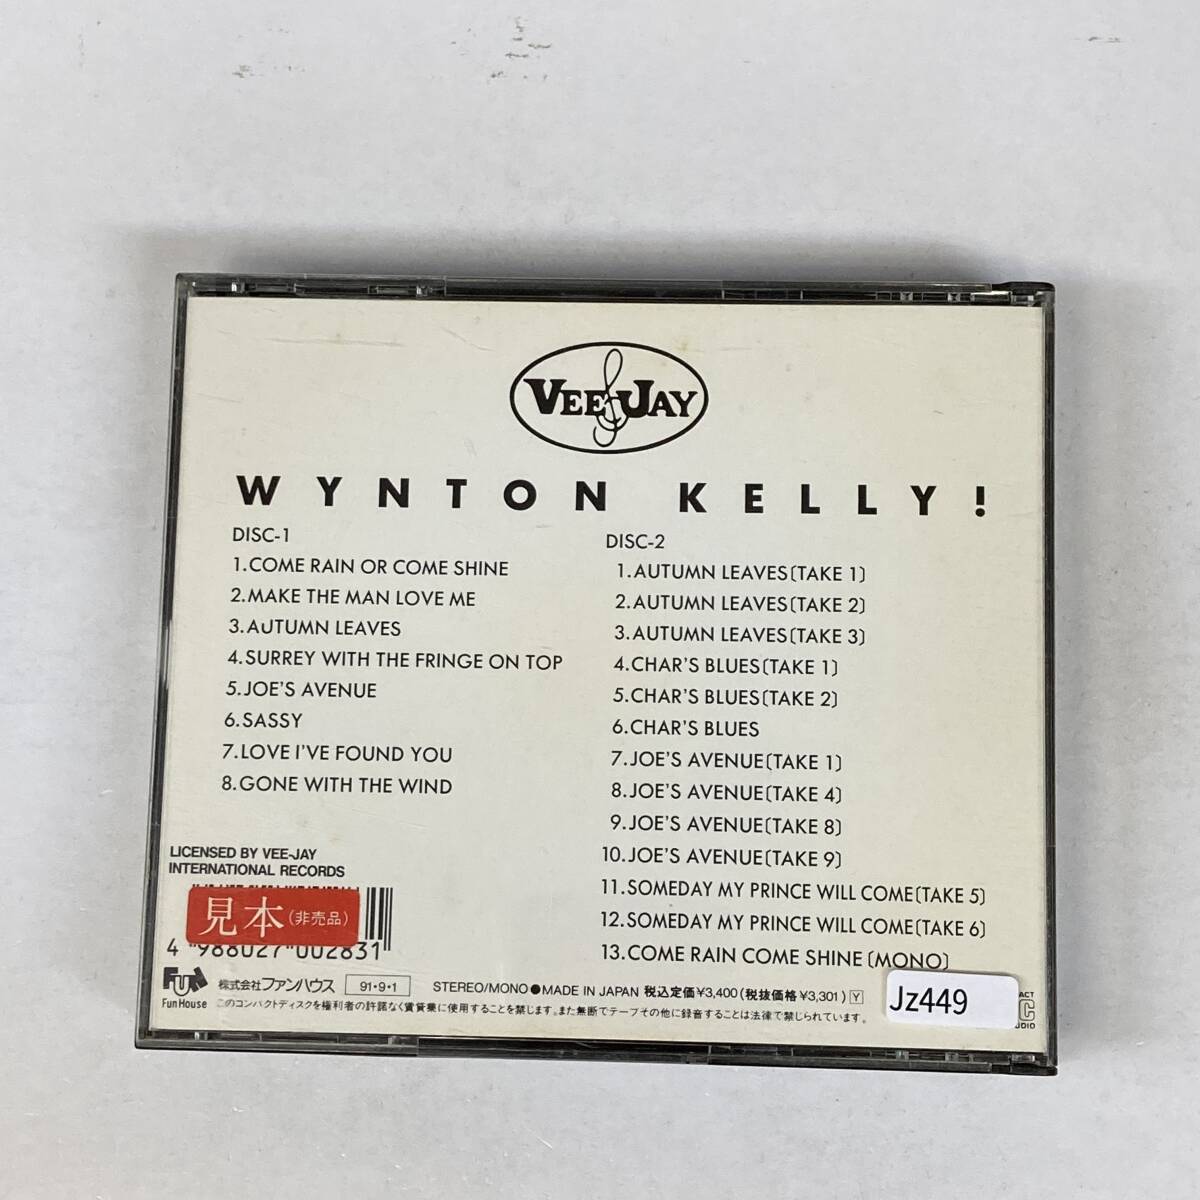 VEE JAY
WYNTON KELLY!
DISC-1
1.COME RAIN OR COME SHINE
2.MAKE THE MAN LOVE ME
3.AUTUMN LEAVES
4.SURREY WITH THE FRINGE ON TOP
5.JOE'S AVENUE
6.SASSY
7.LOVE I'VE FOUND YOU
8.GONE WITH THE WIND
DISC-2
1.AUTUMN LEAVES(TAKE 1)
2.AUTUMN LEAVES(TAKE 2)
3.AUTUMN LEAVES(TAKE 3)
4.CHAR'S BLUES(TAKE 1)
5.CHAR'S BLUES(TAKE 2)
6.CHAR'S BLUES
7.JOE'S AVENUE(TAKE 1)
8.JOE'S AVENUE(TAKE 4)
9.JOE'S AVENUE(TAKE 8)
10.JOE'S AVENUE(TAKE 9)
11.SOMEDAY MY PRINCE WILL COME(TAKE 5)
12.SOMEDAY MY PRINCE WILL COME(TAKE 6)
13.COME RAIN COME SHINE (MONO)
LICENSED BY VEE-JAY
INTERNATIONAL RECORDS
見本(非売品)
4 988027 002831
FUN
Fun House
株式会社ファンハウス 91・9・1 STEREO/MONO●MADE IN JAPAN 税込定価¥3,400(税抜価格¥3,301) Y
このコンパクトディスクを権利者の許諾なく賃貸業に使用することを禁じます。また無断でテープその他に録音することは法律で禁じられています。
Jz449